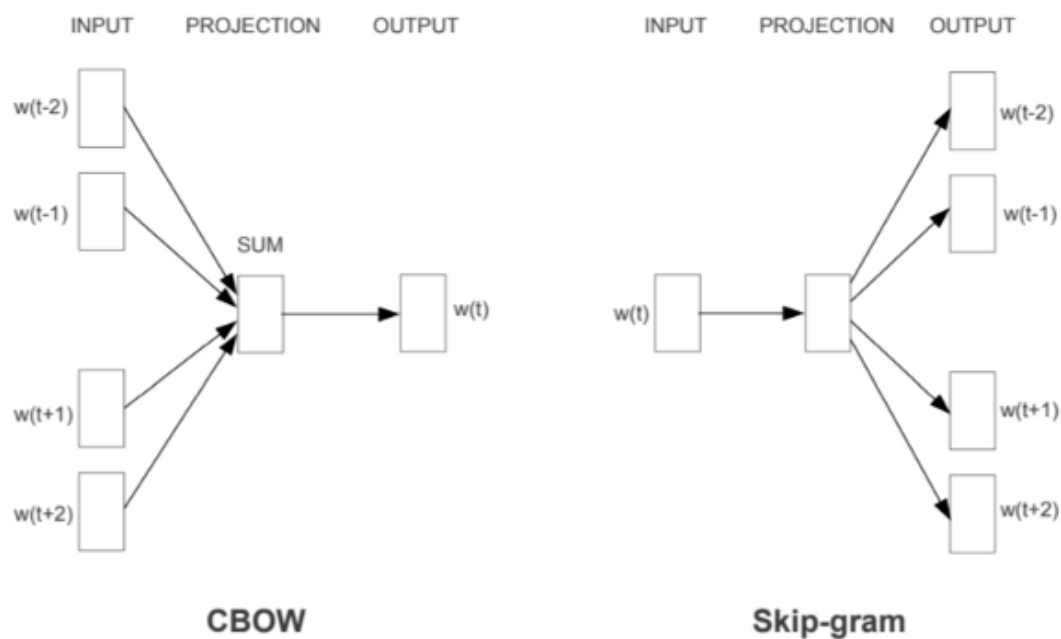 INPUT PROJECTION OUTPUT
w(t-2)
w(t-1)
SUM
w(t)
w(t+1)
w(t+2)
CBOW
INPUT PROJECTION OUTPUT
w(t-2)
w(t-1)
w(t)
w(t+1)
w(t+2)
Skip-gram